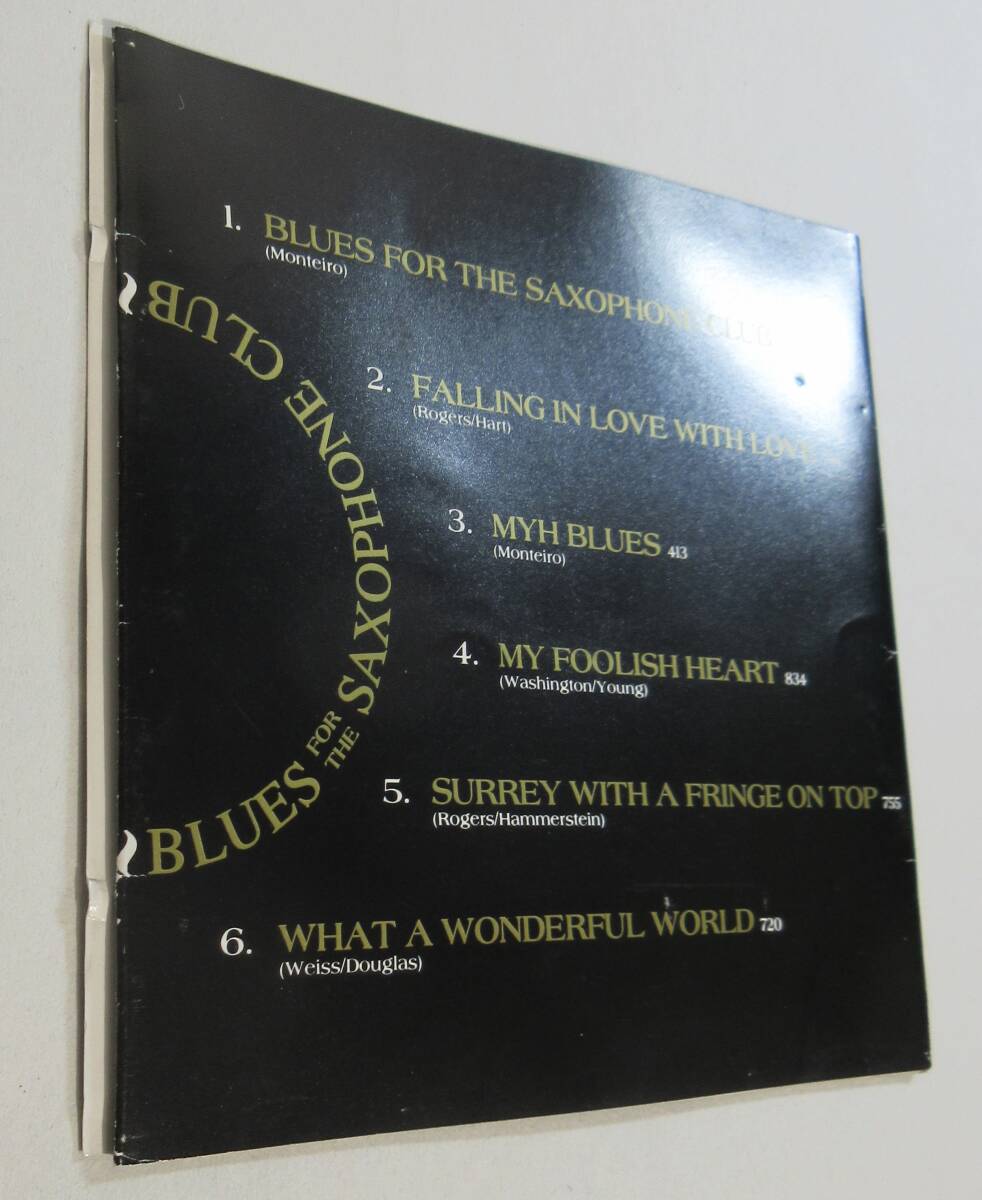 1. BLUES FOR THE SAXOPHONE CLUB
(Monteiro)
2. FALLING IN LOVE WITH LOVE
(Rogers/Hart)
3. MYH BLUES 413
(Monteiro)
4. MY FOOLISH HEART 834
(Washington/Young)
5. SURREY WITH A FRINGE ON TOP 755
(Rogers/Hammerstein)
6. WHAT A WONDERFUL WORLD 720
(Weiss/Douglas)
BLUES FOR THE SAXOPHONE CLUB